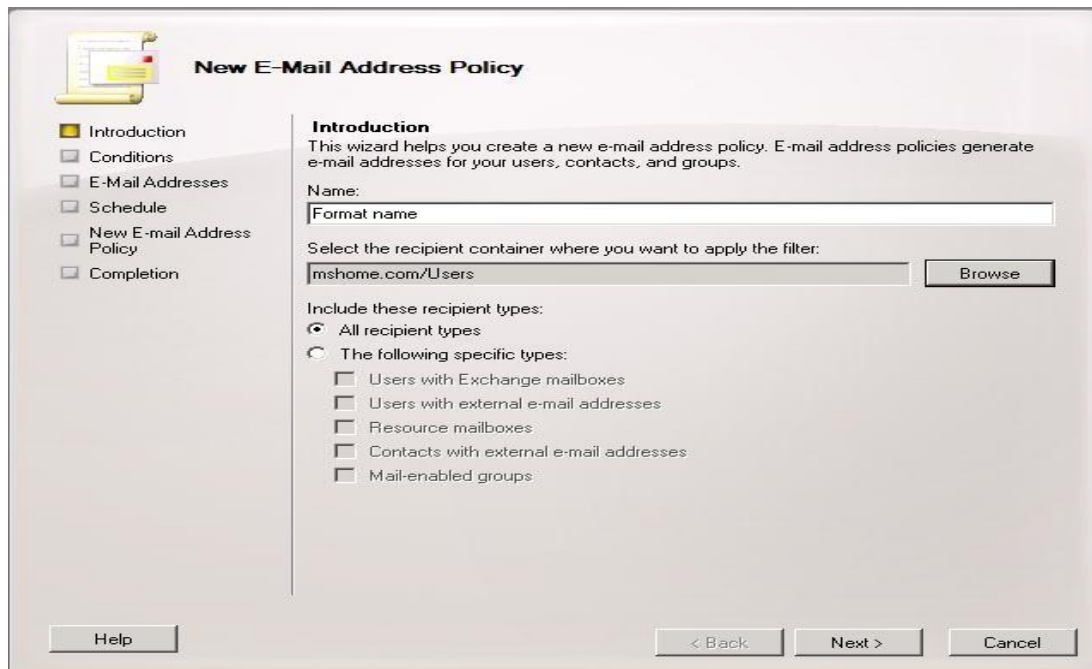 New E-Mail Address Policy
Introduction
Conditions
E-Mail Addresses
Schedule
New E-mail Address
Policy
Completion
Introduction
This wizard helps you create a new e-mail address policy. E-mail address policies generate
e-mail addresses for your users, contacts, and groups.
Name:
Format name
Select the recipient container where you want to apply the filter:
mshome.com/Users
Browse
Include these recipient types:
All recipient types
The following specific types:
Users with Exchange mailboxes
Users with external e-mail addresses
Resource mailboxes
Contacts with external e-mail addresses
Mail-enabled groups
Help
< Back
Next >
Cancel